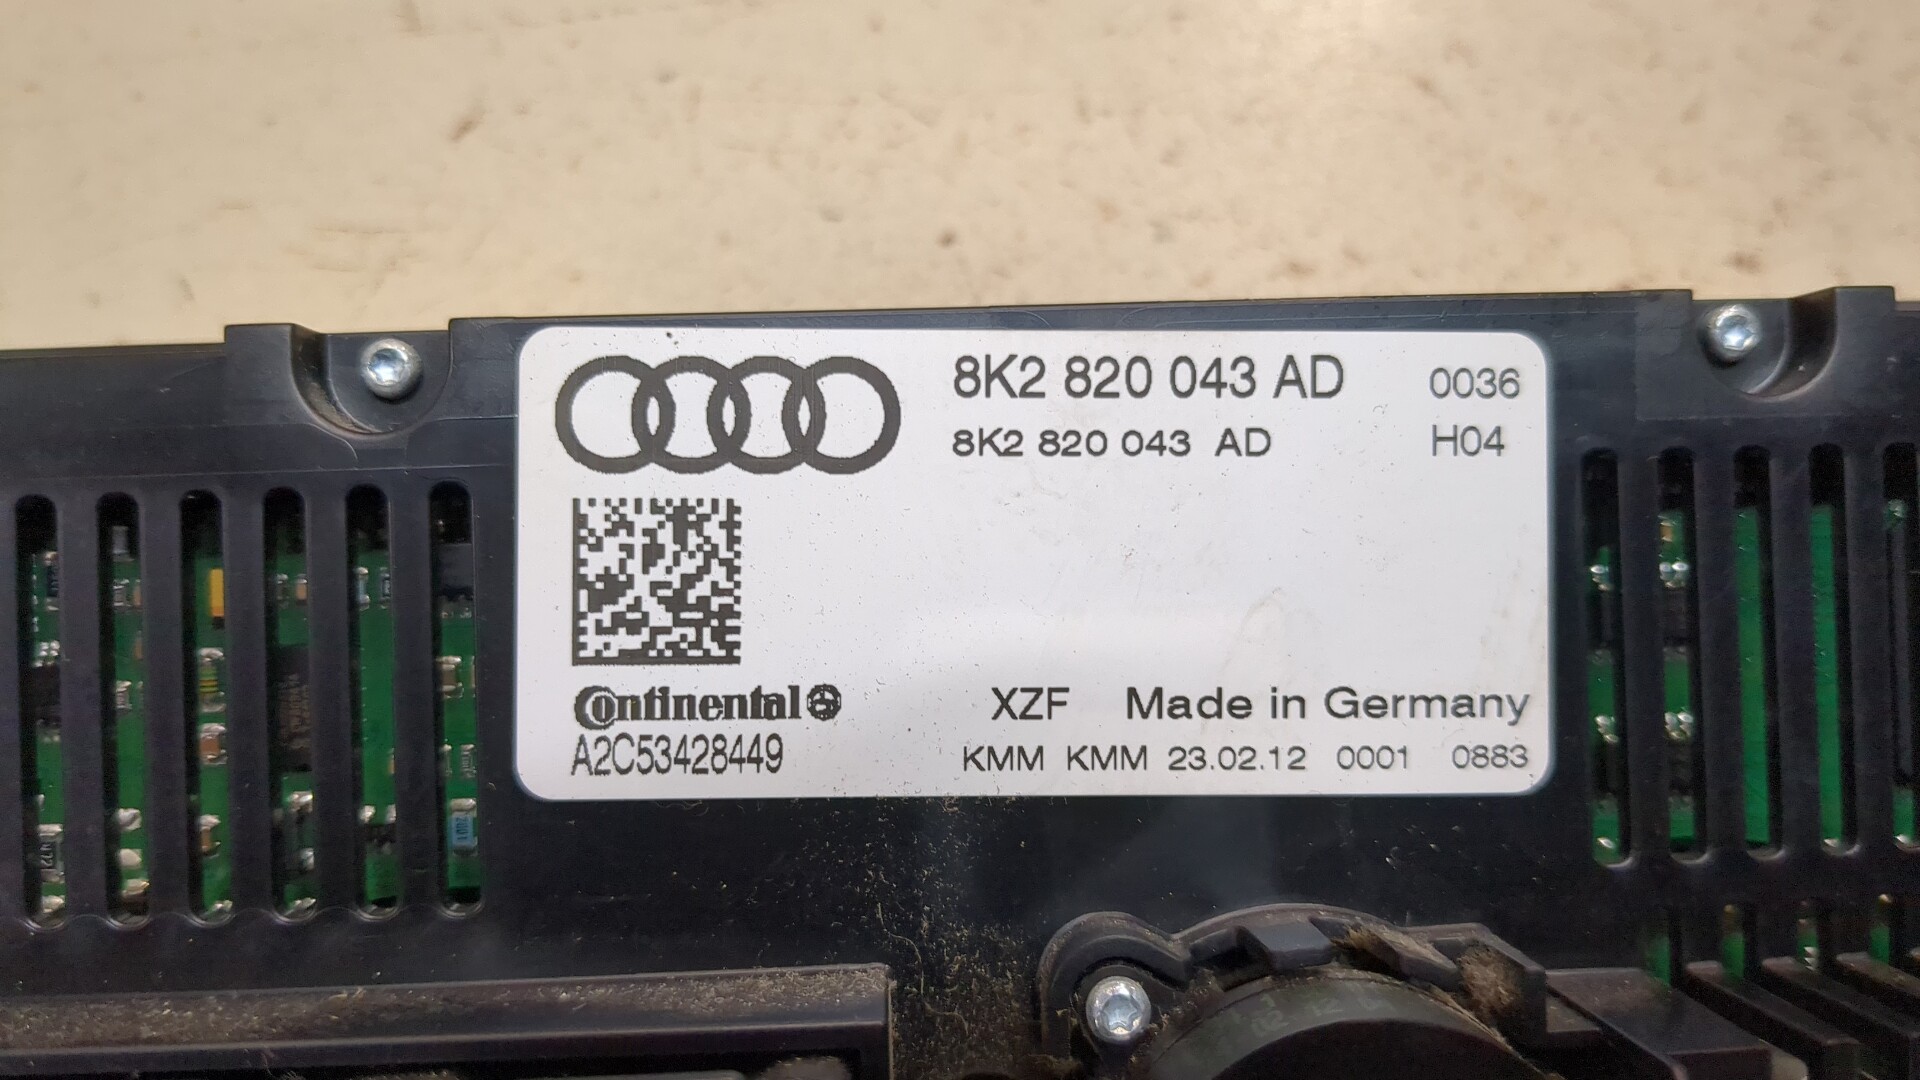 8K2 820 043 AD 0036
8K2 820 043 AD H04
Continental
XZF Made in Germany
A2C53428449
KMM KMM 23.02.12 0001 0883
472